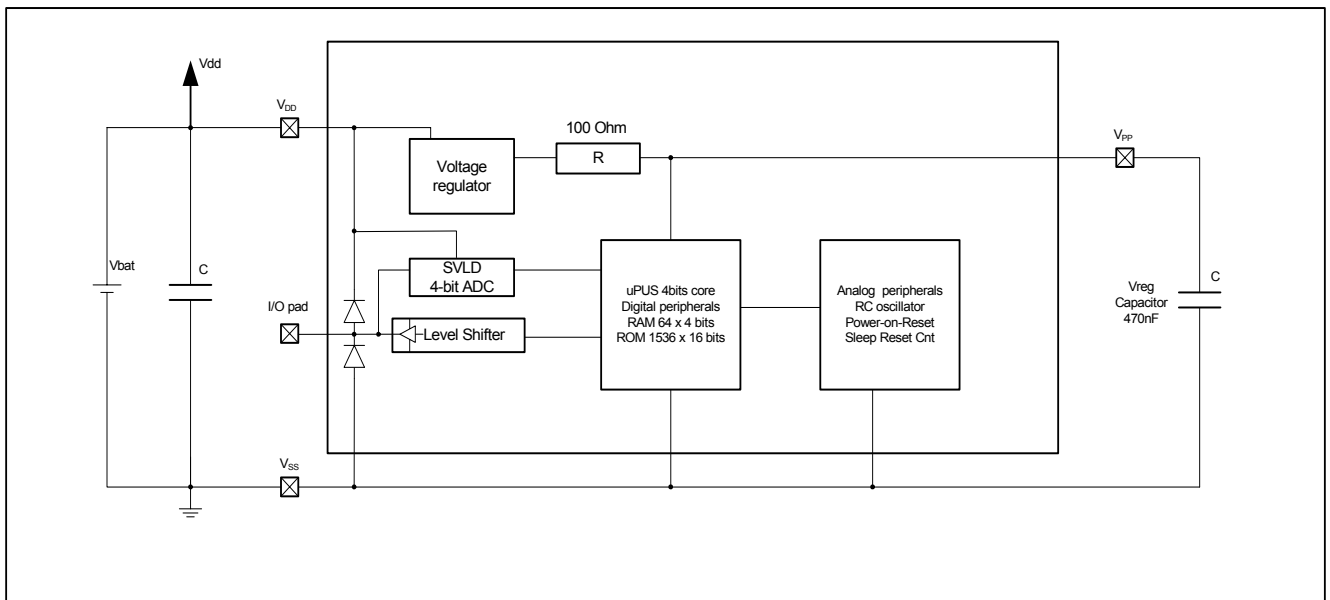 Vdd
VDD
100 Ohm
R
VPP
Voltage
regulator
Vbat
C
SVLD
4-bit ADC
I/O pad
Level Shifter
uPUS 4bits core
Digital peripherals
RAM 64 x 4 bits
ROM 1536 x 16 bits
Analog peripherals
RC oscillator
Power-on-Reset
Sleep Reset Cnt
C
Vreg
Capacitor
470nF
VSS